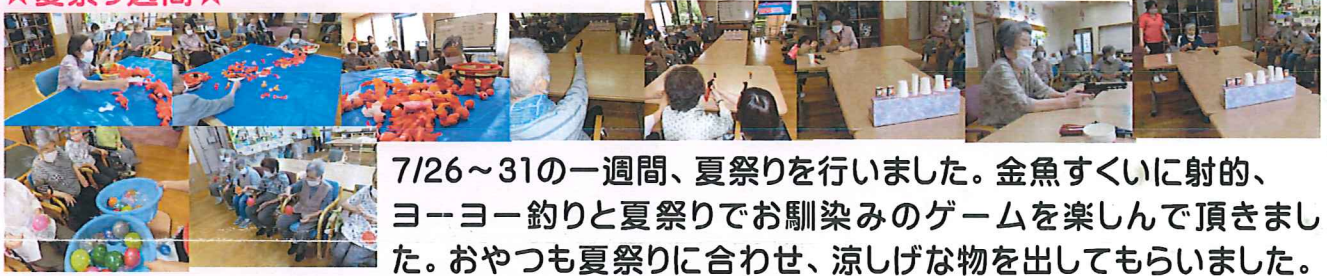 ★夏祭り週間★
7/26～31の一週間、夏祭りを行いました。金魚すくいに射的、
ヨーヨー釣りと夏祭りでお馴染みのゲームを楽しんで頂きまし
た。おやつも夏祭りに合わせ、涼しげな物を出してもらいました。